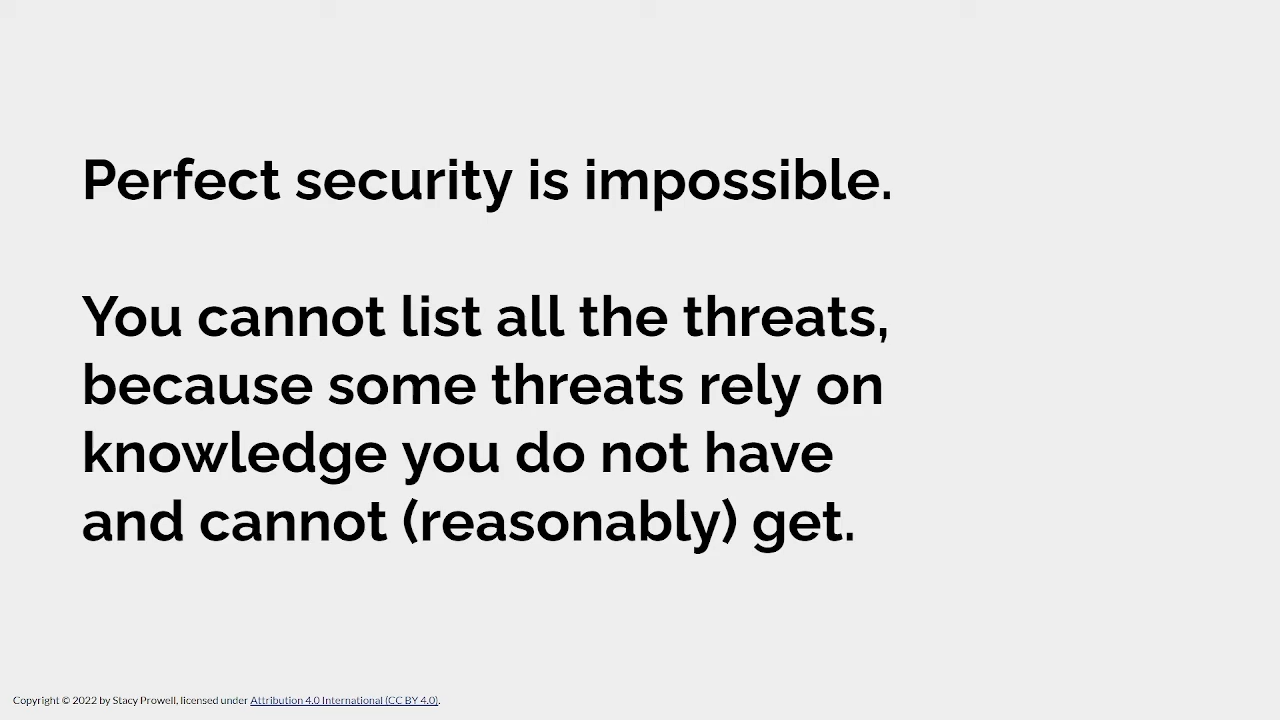 Perfect security is impossible.
You cannot list all the threats,
because some threats rely on
knowledge you do not have
and cannot (reasonably) get.
Copyright © 2022 by Stacy Prowell, licensed under Attribution 4.0 International (CC BY 4.0).